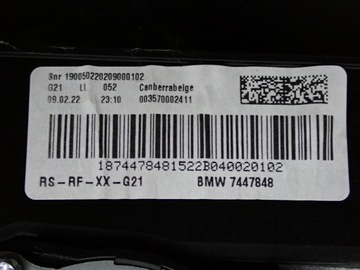 Snr 190050220209000102
G21 LL 052 Canberrabeige
09.02.22 23:10 003570002411
1874478481522B040020102
RS-RF-XX-G21 BMW 7447848